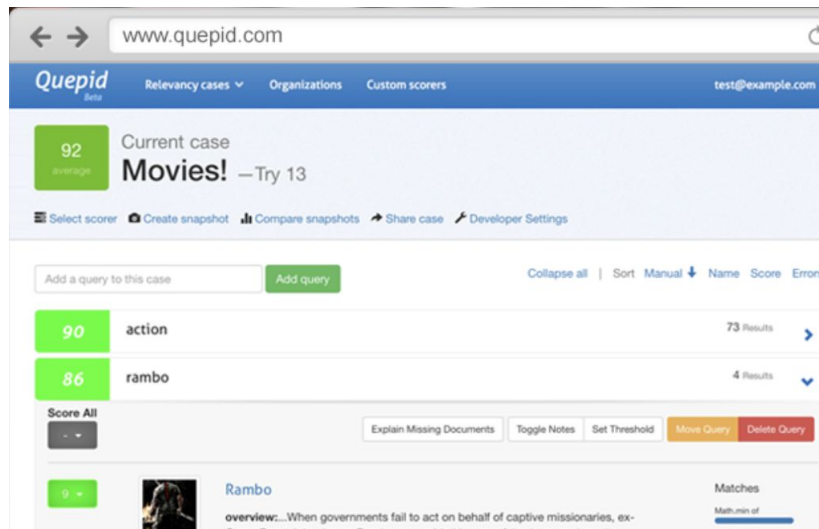 www.quepid.com
Quepid
Beta
Relevancy cases Organizations Custom scorers test@example.com
92
average
Current case
Movies! – Try 13
Select scorer Create snapshot Compare snapshots Share case Developer Settings
Add a query to this case Add query Collapse all | Sort Manual Name Score Error
90 action 73 Results
86 rambo 4 Results
Score All
- Explain Missing Documents Toggle Notes Set Threshold Move Query Delete Query
9 Rambo Matches
overview:...When governments fail to act on behalf of captive missionaries, ex- Math.min of